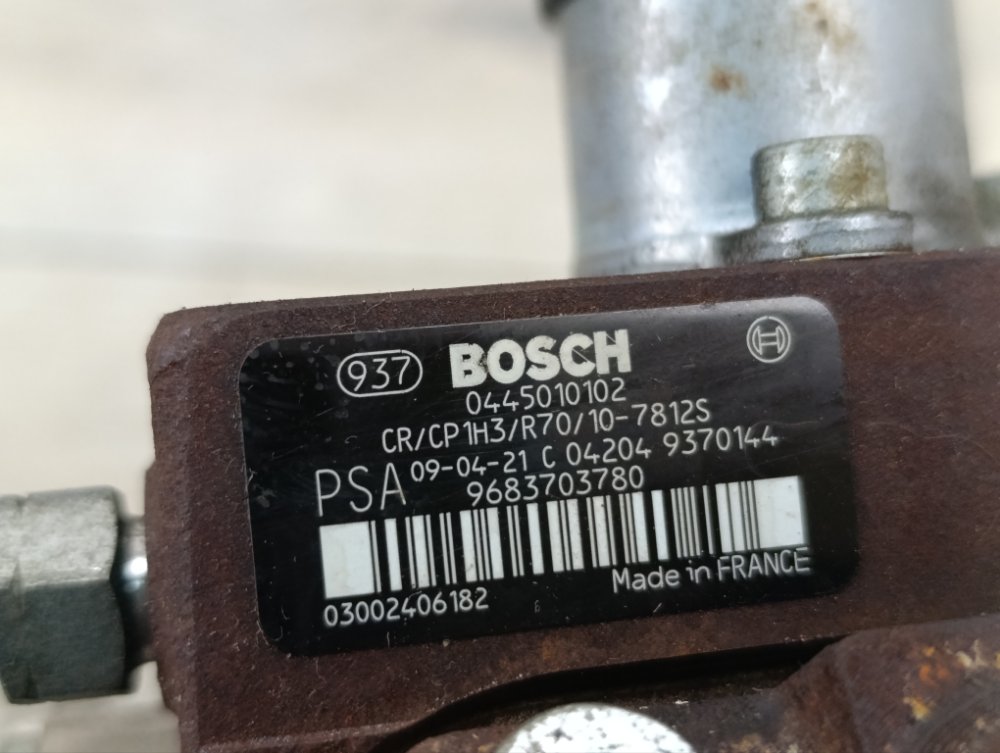 937 BOSCH
0445010102
CR/CP1H3/R70/10-7812S
PSA 09-04-21 C 04204 9370144
9683703780
Made in FRANCE
03002406182